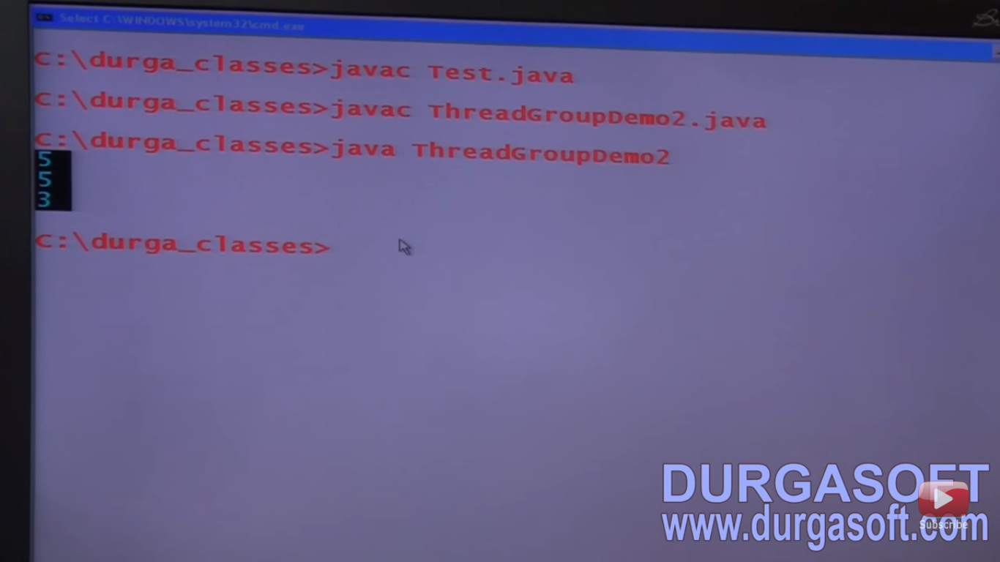 Select C:\WINDOWS\system32\cmd.exe
C:\durga_classes>javac Test.java
C:\durga_classes>javac ThreadGroupDemo2.java
C:\durga_classes>java ThreadGroupDemo2
5
5
3
C:\durga_classes>
DURGASOFT
www.durgasoft.com
Subscribe